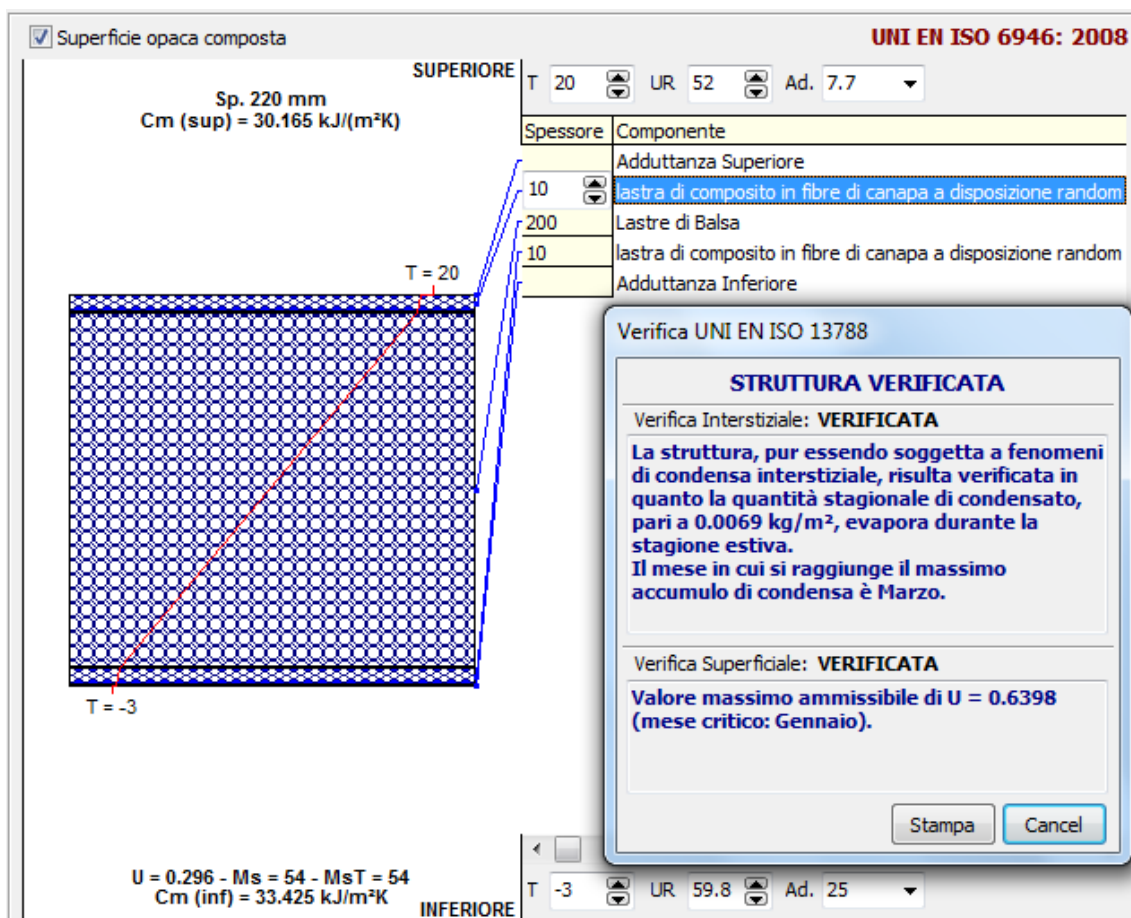 Superficie opaca composta
UNI EN ISO 6946: 2008
SUPERIORE
T 20 UR 52 Ad. 7.7
Sp. 220 mm
Cm (sup) = 30.165 kJ/(m²K)
Spessore Componente
Adduttanza Superiore
10 lastra di composito in fibre di canapa a disposizione random
200 Lastre di Balsa
10 lastra di composito in fibre di canapa a disposizione random
Adduttanza Inferiore
T = 20
T = -3
Verifica UNI EN ISO 13788
STRUTTURA VERIFICATA
Verifica Interstiziale: VERIFICATA
La struttura, pur essendo soggetta a fenomeni
di condensa interstiziale, risulta verificata in
quanto la quantità stagionale di condensato,
pari a 0.0069 kg/m², evapora durante la
stagione estiva.
Il mese in cui si raggiunge il massimo
accumulo di condensa è Marzo.
Verifica Superficiale: VERIFICATA
Valore massimo ammissibile di U = 0.6398
(mese critico: Gennaio).
Stampa Cancel
U = 0.296 - Ms = 54 - MsT = 54
Cm (inf) = 33.425 kJ/m²K
INFERIORE
T -3 UR 59.8 Ad. 25